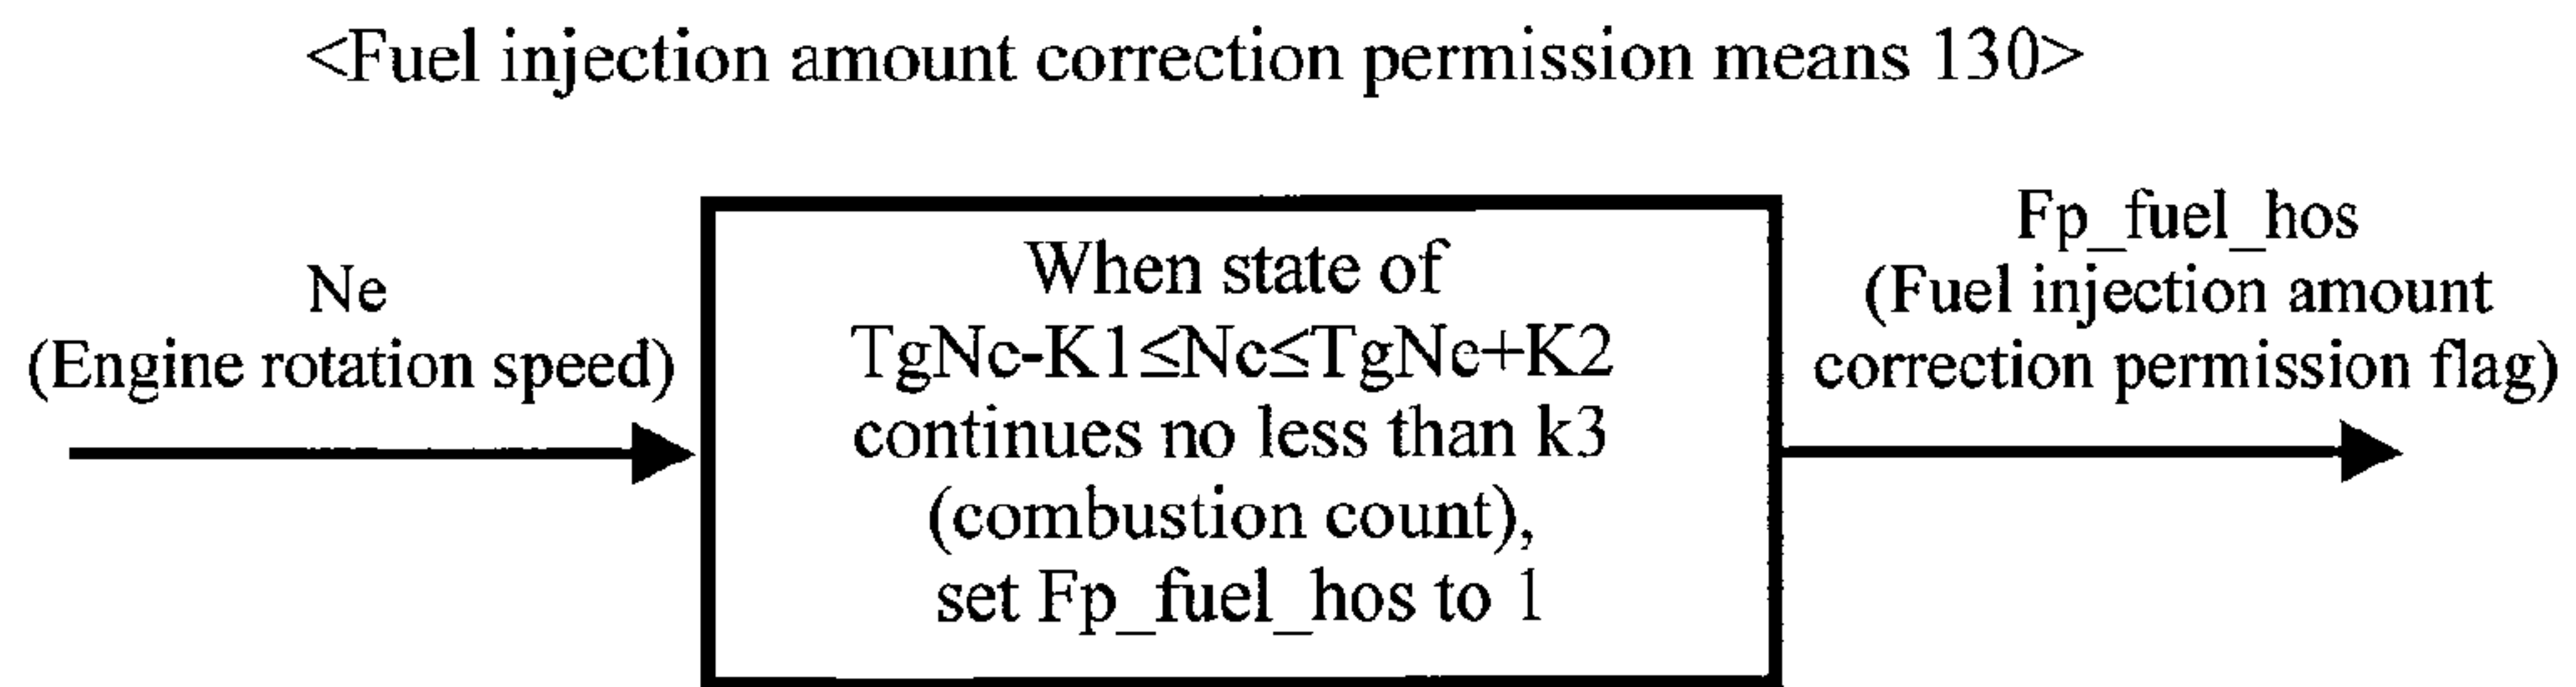 <Fuel injection amount correction permission means 130>
Ne
(Engine rotation speed)
When state of
TgNe-K1≤Ne≤TgNe+K2
continues no less than k3
(combustion count),
set Fp_fuel_hos to 1
Fp_fuel_hos
(Fuel injection amount
correction permission flag)